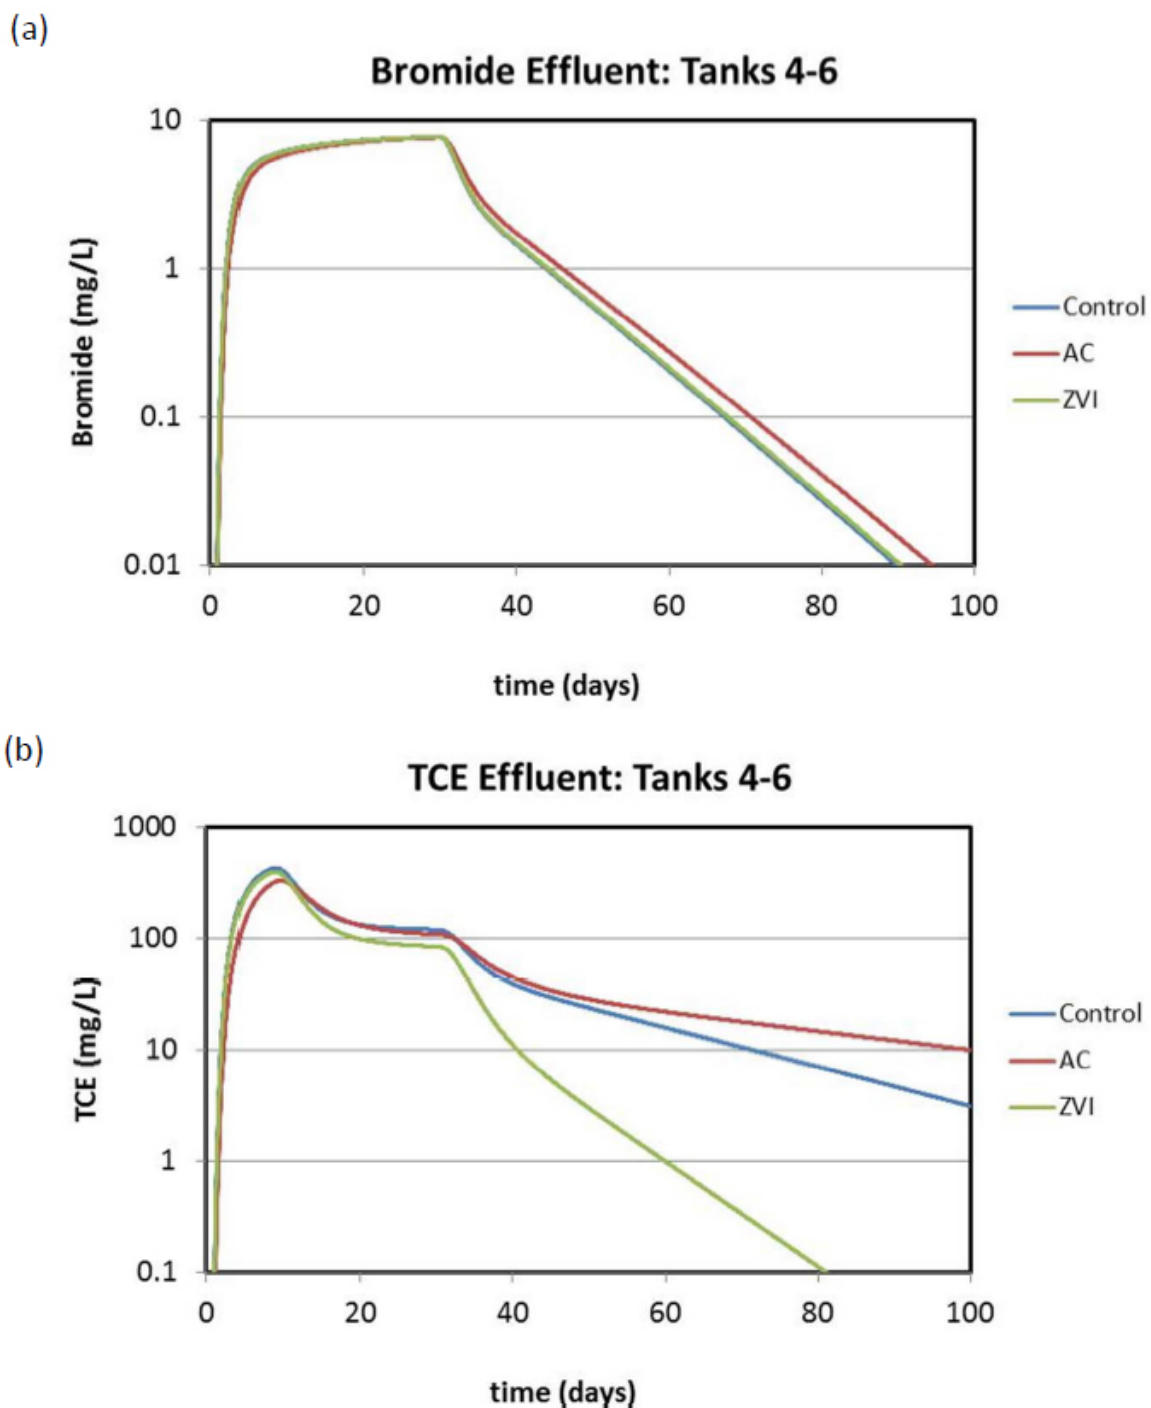 (a)
Bromide Effluent: Tanks 4-6
10
1
0.1
0.01
Bromide (mg/L)
0 20 40 60 80 100
time (days)
Control
AC
ZVI
(b)
TCE Effluent: Tanks 4-6
1000
100
10
1
0.1
TCE (mg/L)
0 20 40 60 80 100
time (days)
Control
AC
ZVI